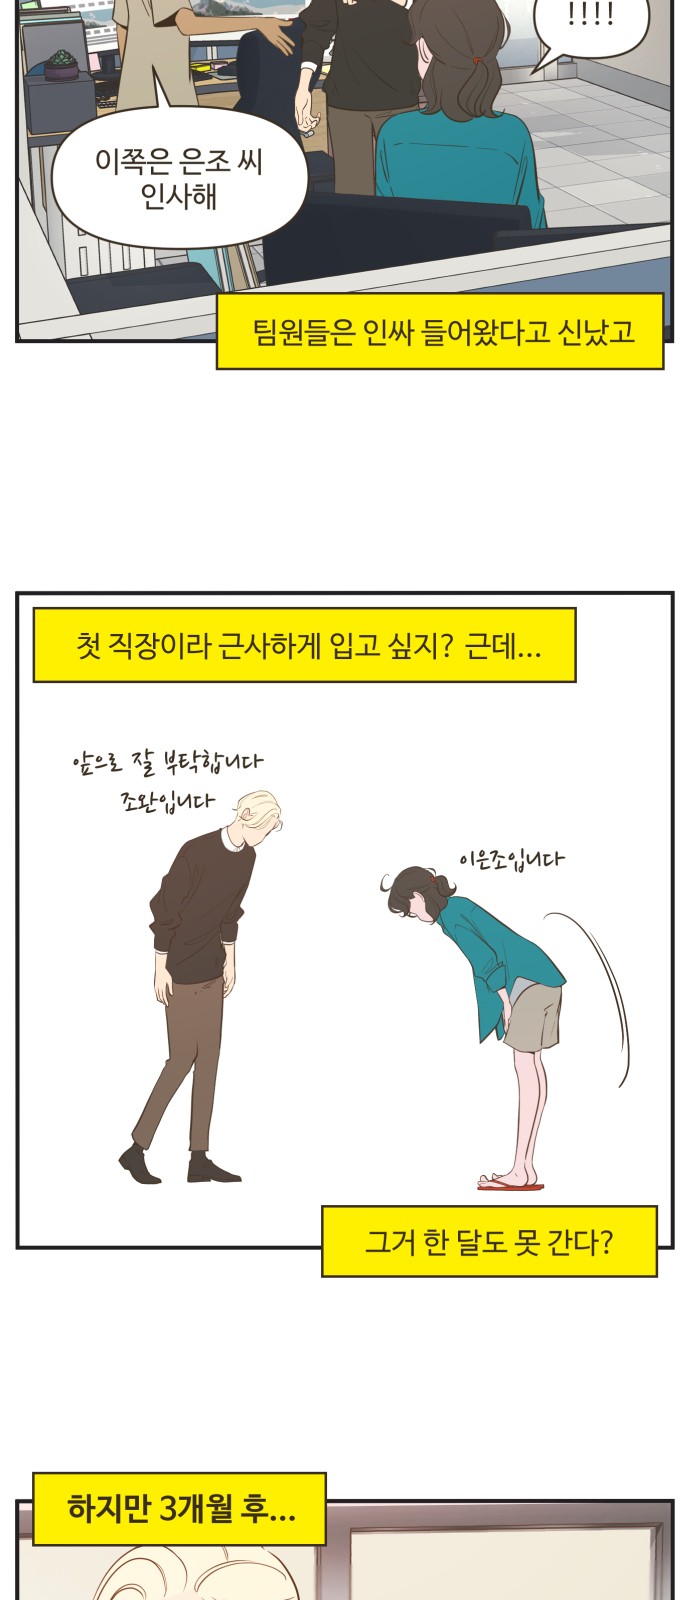 !!!!
이쪽은 은조 씨
인사해
팀원들은 인싸 들어왔다고 신났고
첫 직장이라 근사하게 입고 싶지? 근데...
앞으로 잘 부탁합니다
조완입니다
이은조입니다
그거 한 달도 못 간다?
하지만 3개월 후...